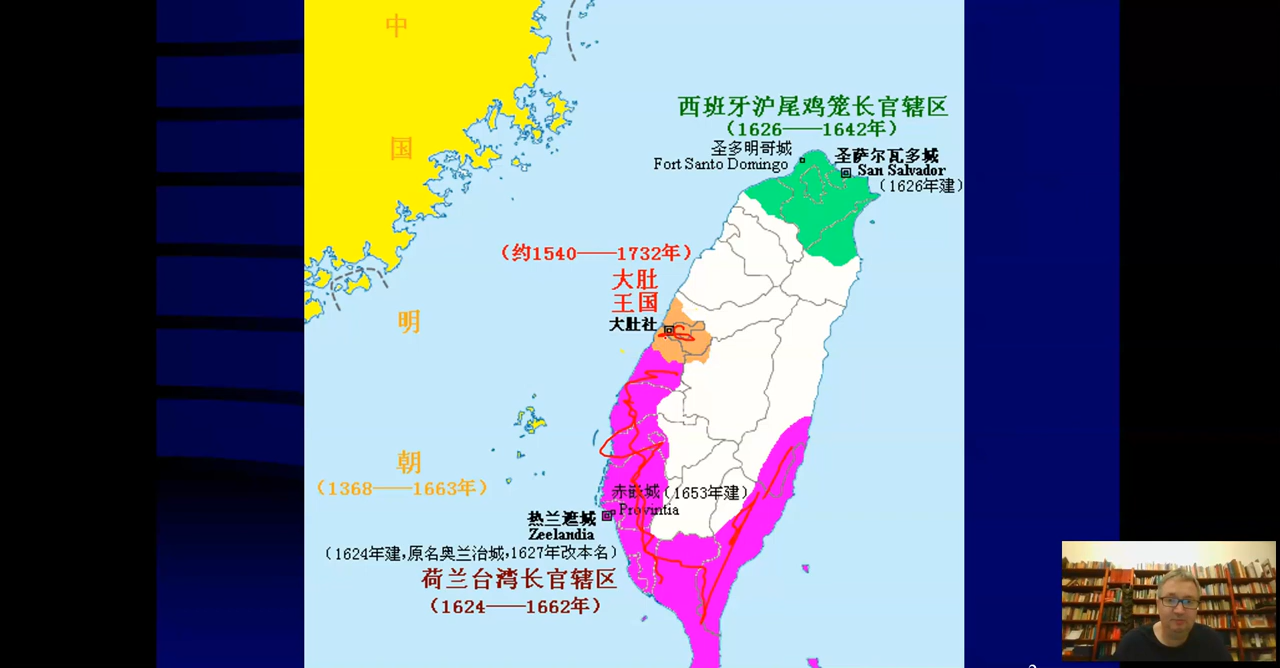 中
国
明
朝
(1368——1663年)
西班牙沪尾鸡笼长官辖区
(1626——1642年)
圣多明哥城
Fort Santo Domingo
圣萨尔瓦多城
San Salvador
(1626年建)
(约1540——1732年)
大肚
王国
大肚社
赤嵌城(1653年建)
Provintia
热兰遮城
Zeelandia
(1624年建,原名奥兰治城,1627年改本名)
荷兰台湾长官辖区
(1624——1662年)